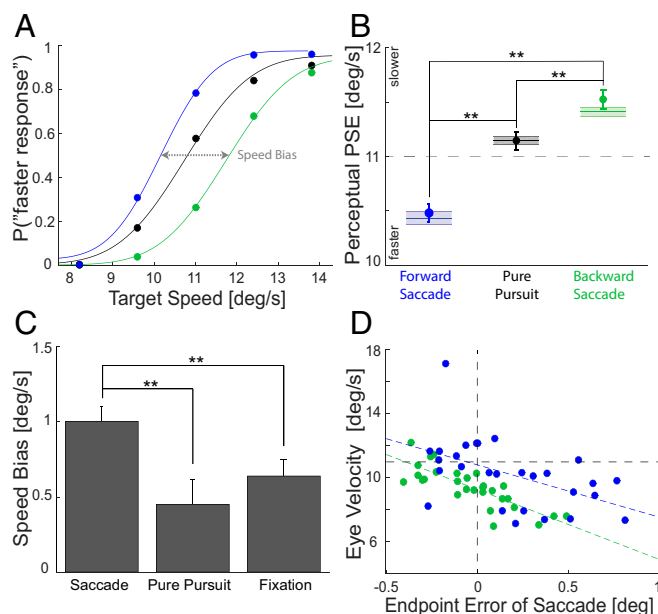 A
P("faster response")
1
0.8
0.6
0.4
0.2
0
Speed Bias
8 9 10 11 12 13 14
Target Speed [deg/s]
B
Perceptual PSE [deg/s]
12
11
10
slower
faster
**
**
**
Forward Saccade
Pure Pursuit
Backward Saccade
C
Speed Bias [deg/s]
1.5
1
0.5
0
**
**
Saccade Pure Pursuit Fixation
D
Eye Velocity [deg/s]
18
14
10
6
-0.5 0 0.5 1
Endpoint Error of Saccade [deg]